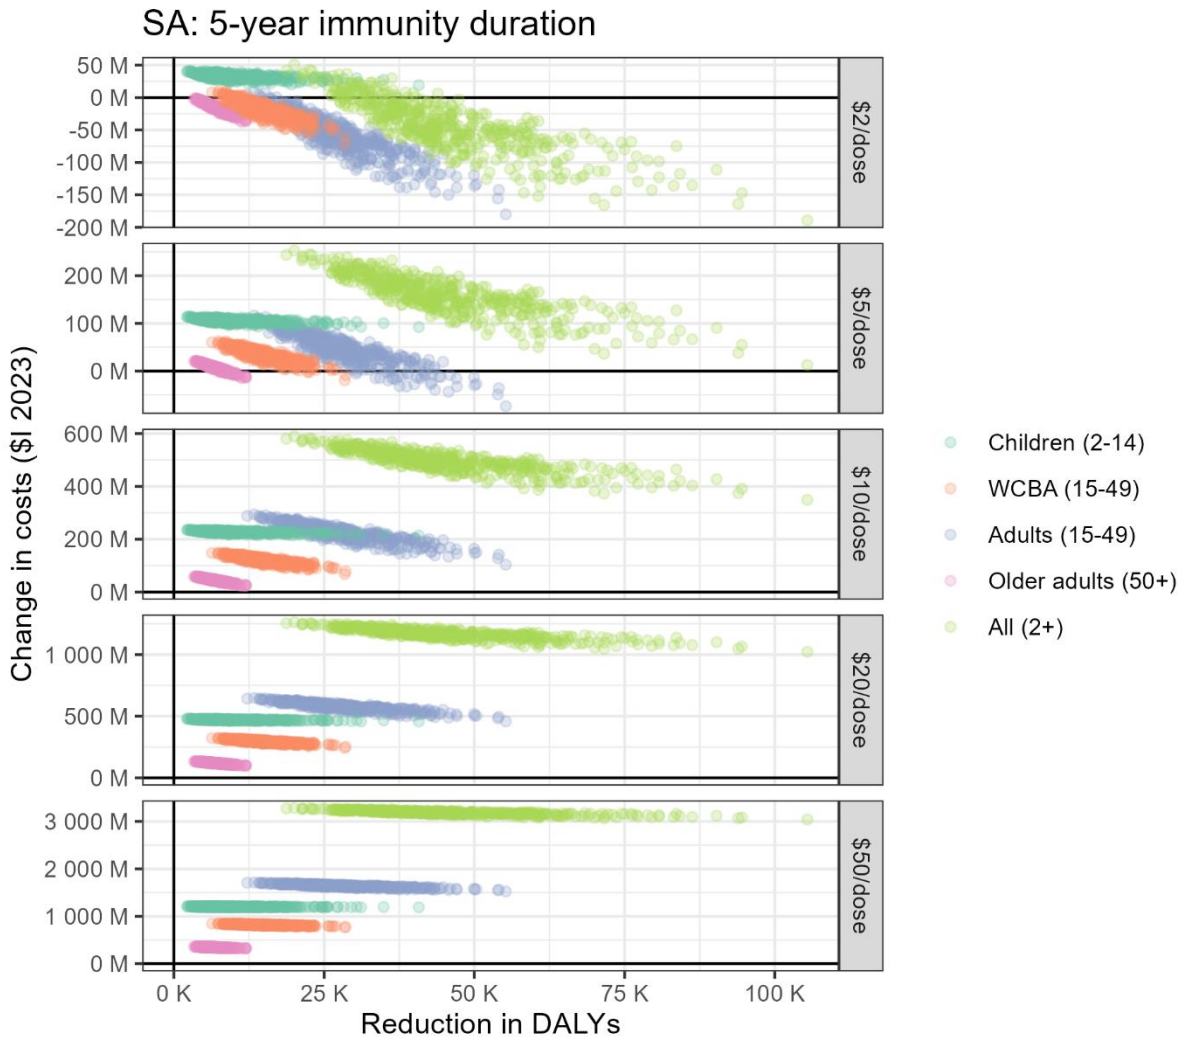 SA: 5-year immunity duration
Change in costs ($I 2023)
50 M
0 M
-50 M
-100 M
-150 M
-200 M
$2/dose
200 M
100 M
0 M
$5/dose
600 M
400 M
200 M
0 M
$10/dose
1 000 M
500 M
0 M
$20/dose
3 000 M
2 000 M
1 000 M
0 M
$50/dose
0 K 25 K 50 K 75 K 100 K
Reduction in DALYs
Children (2-14)
WCBA (15-49)
Adults (15-49)
Older adults (50+)
All (2+)